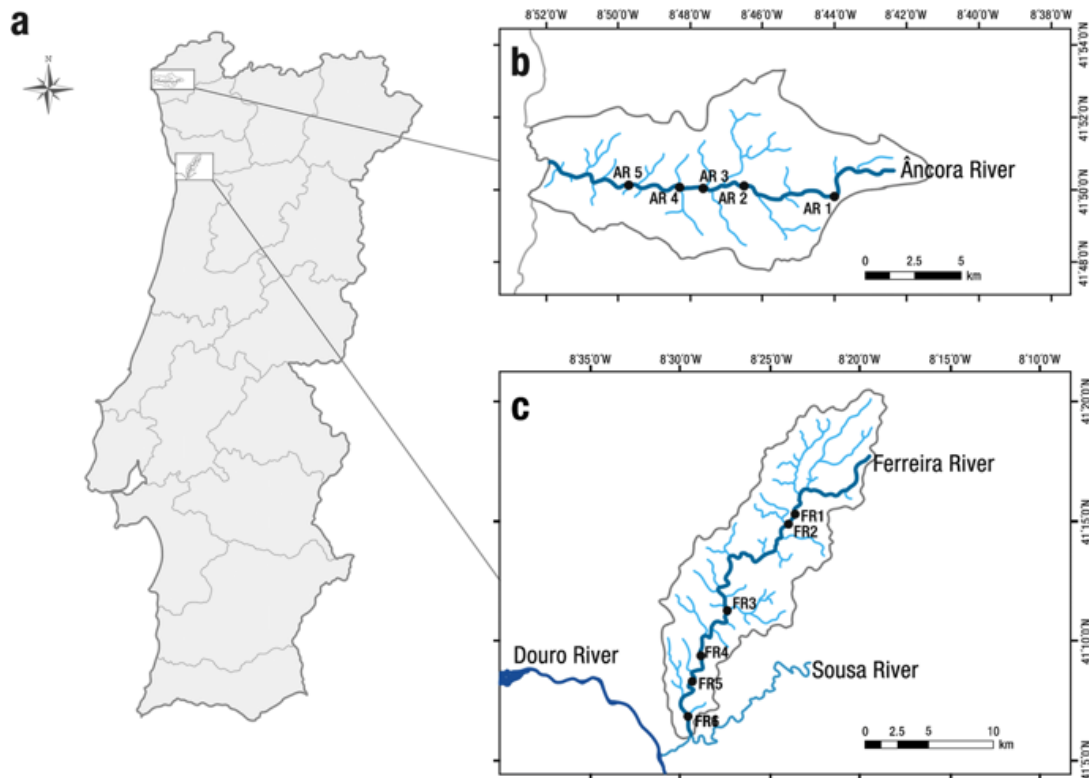 a
N
b
8°52'0"W 8°50'0"W 8°48'0"W 8°46'0"W 8°44'0"W 8°42'0"W 8°40'0"W 8°38'0"W
41°54'0"N
41°52'0"N
41°50'0"N
41°48'0"N
Âncora River
AR 5
AR 4
AR 3
AR 2
AR 1
0 2.5 5
km
c
8°35'0"W 8°30'0"W 8°25'0"W 8°20'0"W 8°15'0"W 8°10'0"W
41°20'0"N
41°15'0"N
41°10'0"N
41°5'0"N
Ferreira River
FR1
FR2
FR3
FR4
FR5
FR6
Douro River
Sousa River
0 2.5 5 10
km